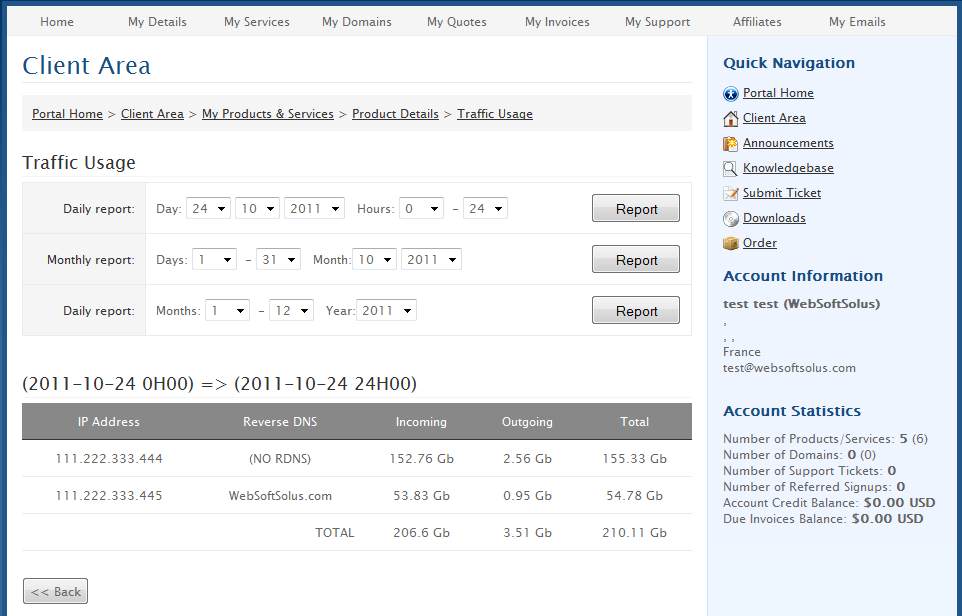 Home My Details My Services My Domains My Quotes My Invoices My Support Affiliates My Emails
Client Area
Portal Home > Client Area > My Products & Services > Product Details > Traffic Usage
Traffic Usage
Daily report: Day: 24 10 2011 Hours: 0 - 24 Report
Monthly report: Days: 1 - 31 Month: 10 2011 Report
Daily report: Months: 1 - 12 Year: 2011 Report
(2011-10-24 0H00) => (2011-10-24 24H00)
IP Address Reverse DNS Incoming Outgoing Total
111.222.333.444 (NO RDNS) 152.76 Gb 2.56 Gb 155.33 Gb
111.222.333.445 WebSoftSolus.com 53.83 Gb 0.95 Gb 54.78 Gb
TOTAL 206.6 Gb 3.51 Gb 210.11 Gb
<< Back
Quick Navigation
Portal Home
Client Area
Announcements
Knowledgebase
Submit Ticket
Downloads
Order
Account Information
test test (WebSoftSolus)
,
, ,
France
test@websoftsolus.com
Account Statistics
Number of Products/Services: 5 (6)
Number of Domains: 0 (0)
Number of Support Tickets: 0
Number of Referred Signups: 0
Account Credit Balance: $0.00 USD
Due Invoices Balance: $0.00 USD